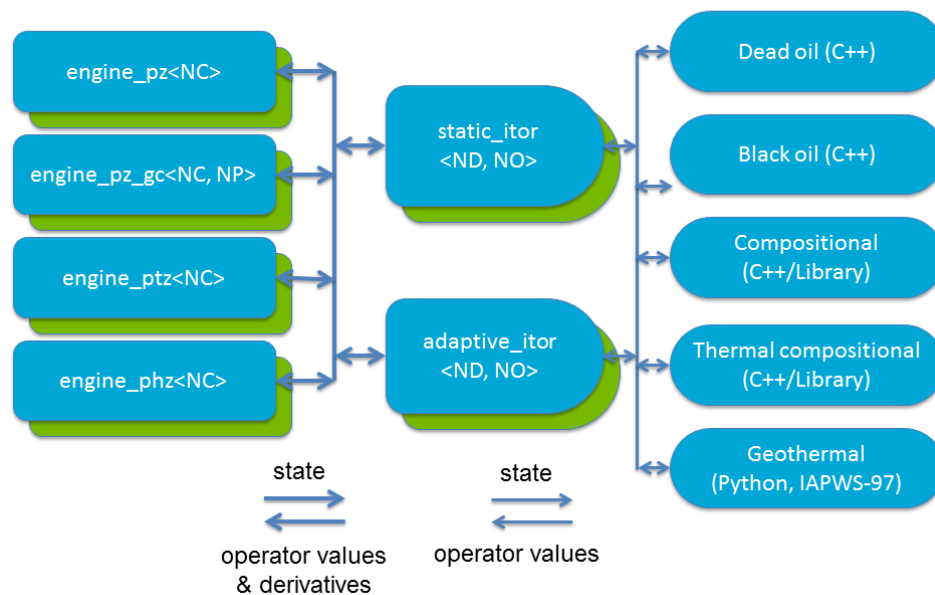 engine_pz<NC>
engine_pz_gc<NC, NP>
engine_ptz<NC>
engine_phz<NC>
static_itor
<ND, NO>
adaptive_itor
<ND, NO>
Dead oil (C++)
Black oil (C++)
Compositional
(C++/Library)
Thermal compositional
(C++/Library)
Geothermal
(Python, IAPWS-97)
state
operator values
& derivatives
state
operator values